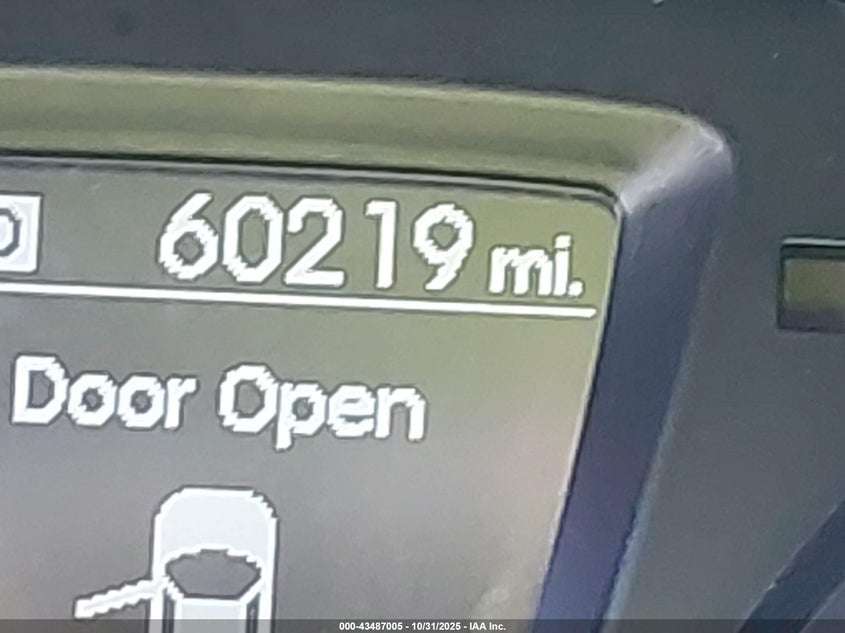 60219 mi.
Door Open
000-43487005 - 10/31/2025 - IAA Inc.